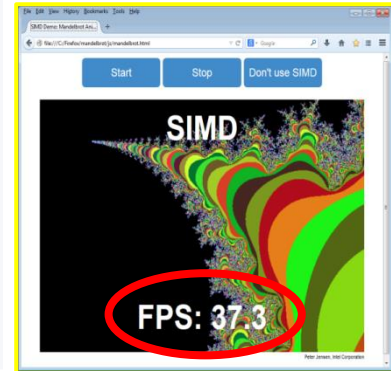 File Edit View History Bookmarks Tools Help
SIMD Demo: Mandelbrot Ani...
file:///C:/Firefox/mandelbrot/js/mandelbrot.html
Google
Start Stop Don't use SIMD
SIMD
FPS: 37.3
Peter Jensen, Intel Corporation